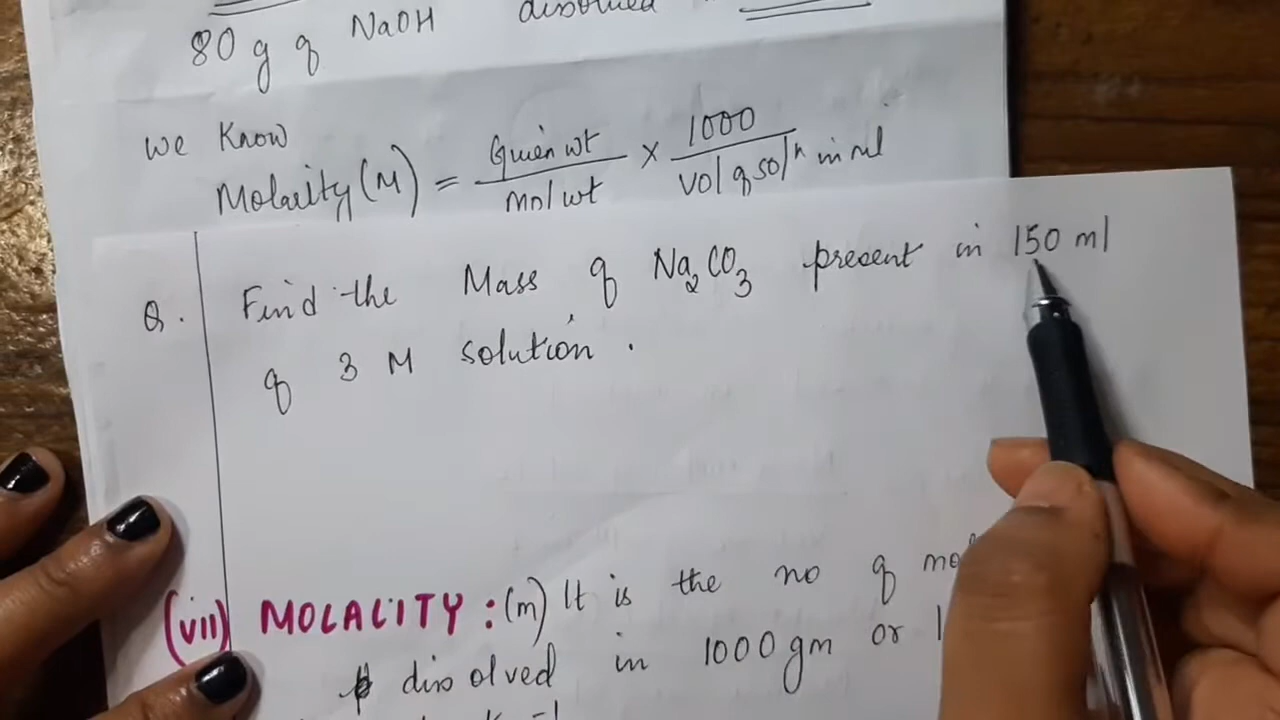 80 g of NaOH dissolved
We Know
Molarity (M) = Given wt / mol wt × 1000 / vol of solⁿ in ml
Q. Find the Mass of Na₂CO₃ present in 150 ml
of 3 M solution.
(vii) MOLALITY : (m) It is the no of
dissolved in 1000 gm or